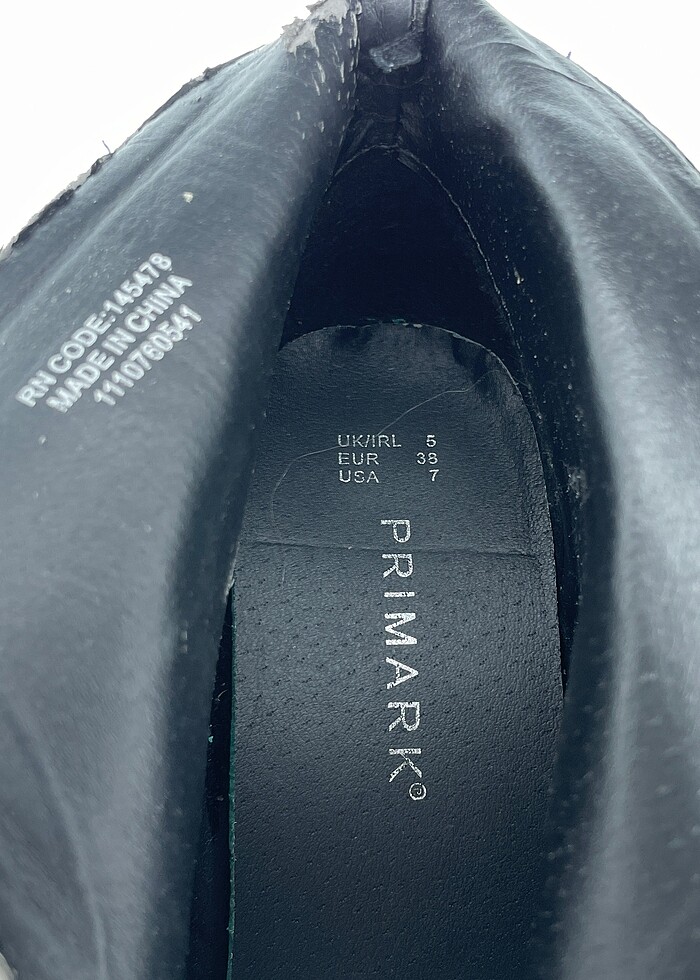 RN CODE:145478
MADE IN CHINA
1110760541
UK/IRL 5
EUR 38
USA 7
PRIMARK®